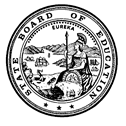 STATE BOARD OF EDUCATION
EUREKA